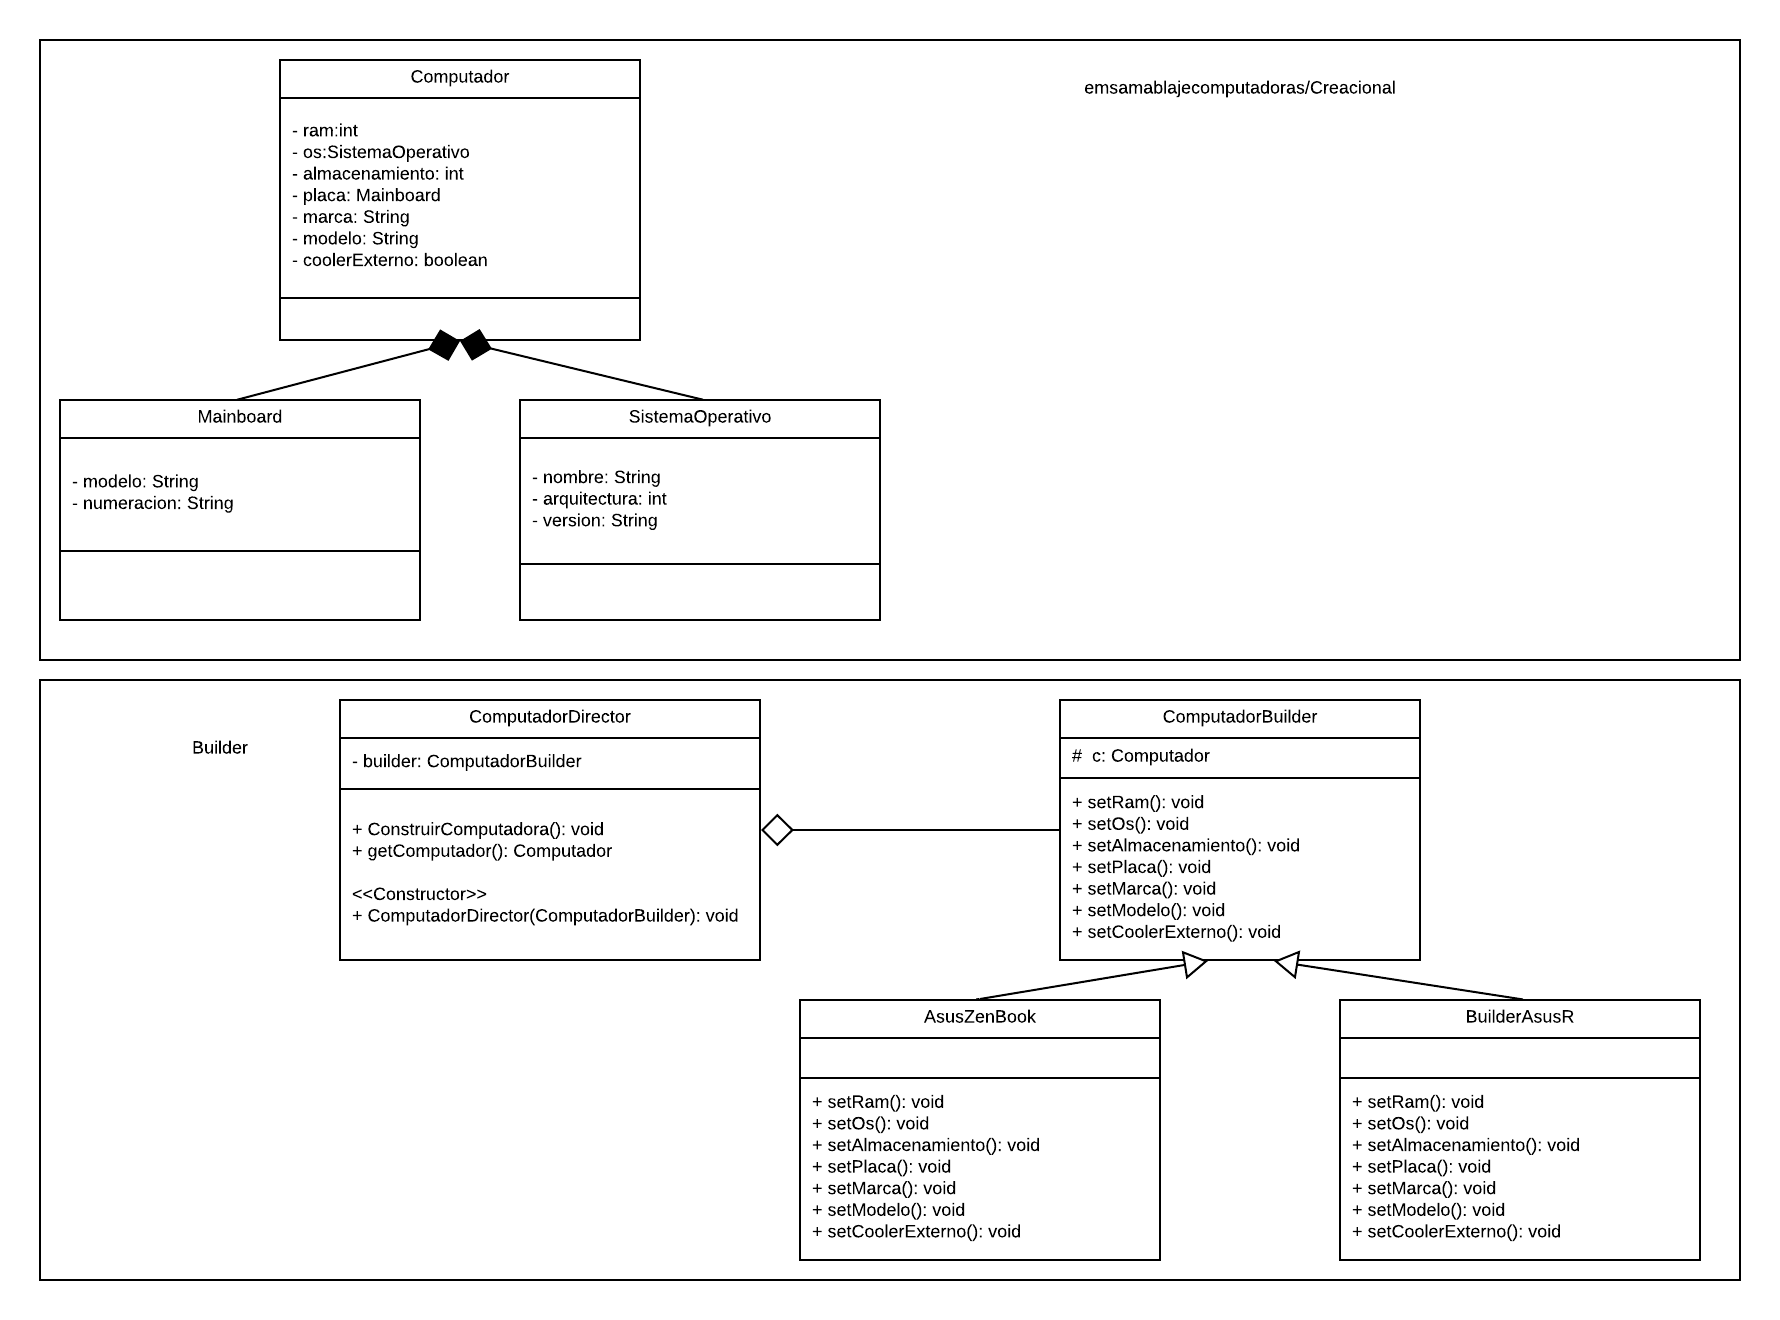 Computador
emsamablajecomputadoras/Creacional
- ram:int
- os:SistemaOperativo
- almacenamiento: int
- placa: Mainboard
- marca: String
- modelo: String
- coolerExterno: boolean
Mainboard
- modelo: String
- numeracion: String
SistemaOperativo
- nombre: String
- arquitectura: int
- version: String
Builder
ComputadorDirector
- builder: ComputadorBuilder
+ ConstruirComputadora(): void
+ getComputador(): Computador
<<Constructor>>
+ ComputadorDirector(ComputadorBuilder): void
ComputadorBuilder
#  c: Computador
+ setRam(): void
+ setOs(): void
+ setAlmacenamiento(): void
+ setPlaca(): void
+ setMarca(): void
+ setModelo(): void
+ setCoolerExterno(): void
AsusZenBook
+ setRam(): void
+ setOs(): void
+ setAlmacenamiento(): void
+ setPlaca(): void
+ setMarca(): void
+ setModelo(): void
+ setCoolerExterno(): void
BuilderAsusR
+ setRam(): void
+ setOs(): void
+ setAlmacenamiento(): void
+ setPlaca(): void
+ setMarca(): void
+ setModelo(): void
+ setCoolerExterno(): void